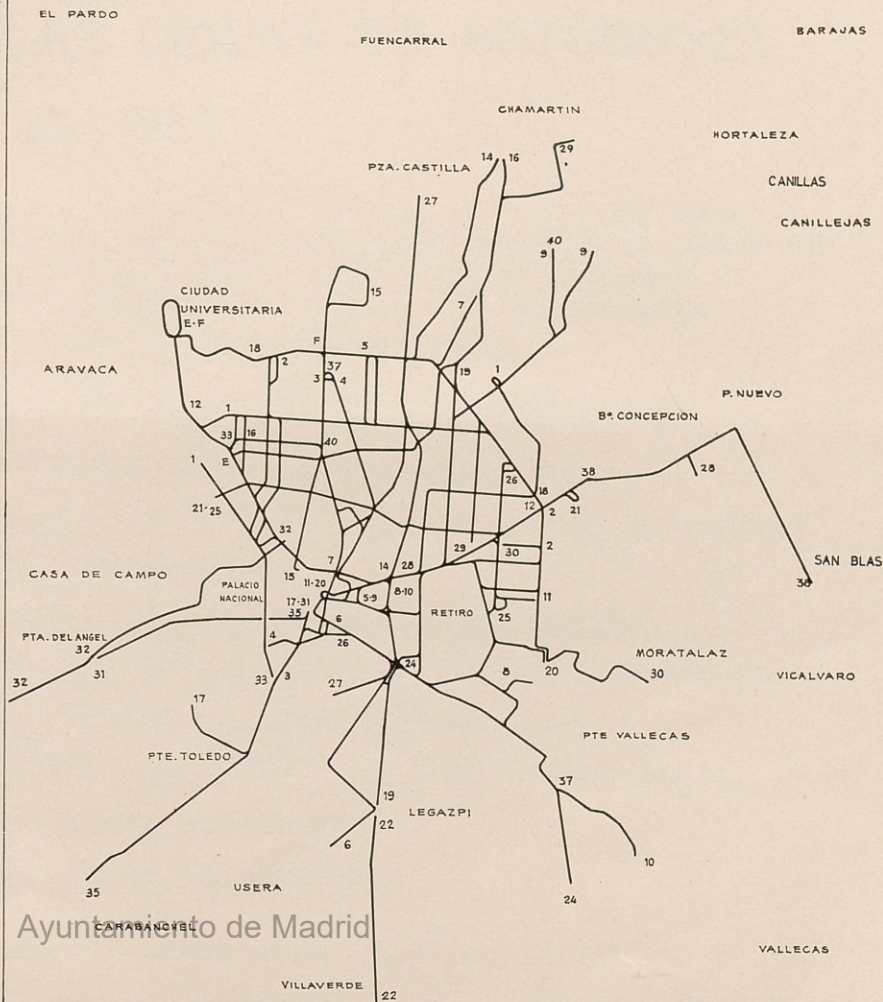 EL PARDO
BARAJAS
FUENCARRAL
CHAMARTIN
HORTALEZA
14 16 29
PZA. CASTILLA
CANILLAS
27
CANILLEJAS
40
9 9
CIUDAD
UNIVERSITARIA
E-F
15
7
F 5
18 2
37
3 4
19 1
ARAVACA
P. NUEVO
12 1
Bº. CONCEPCION
33 16
40
E
1
28
38
26
18
12 2
21
21-25
32
2
29 30
15
7
14 28
SAN BLAS
38
CASA DE CAMPO
PALACIO
NACIONAL
11-20
5-9
8-10
17-31
35
RETIRO
11
25
6
4
26
PTA. DEL ANGEL
32
31
24
MORATALAZ
20
30
33
3
8
VICALVARO
32
27
17
PTE VALLECAS
PTE. TOLEDO
37
19
LEGAZPI
22
6
10
35
USERA
24
Ayuntamiento de Madrid
CARABANCHEL
VALLECAS
VILLAVERDE
22